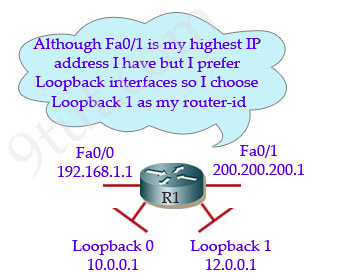 Although Fa0/1 is my highest IP
address I have but I prefer
Loopback interfaces so I choose
Loopback 1 as my router-id
Fa0/0
192.168.1.1
Fa0/1
200.200.200.1
R1
Loopback 0
10.0.0.1
Loopback 1
12.0.0.1